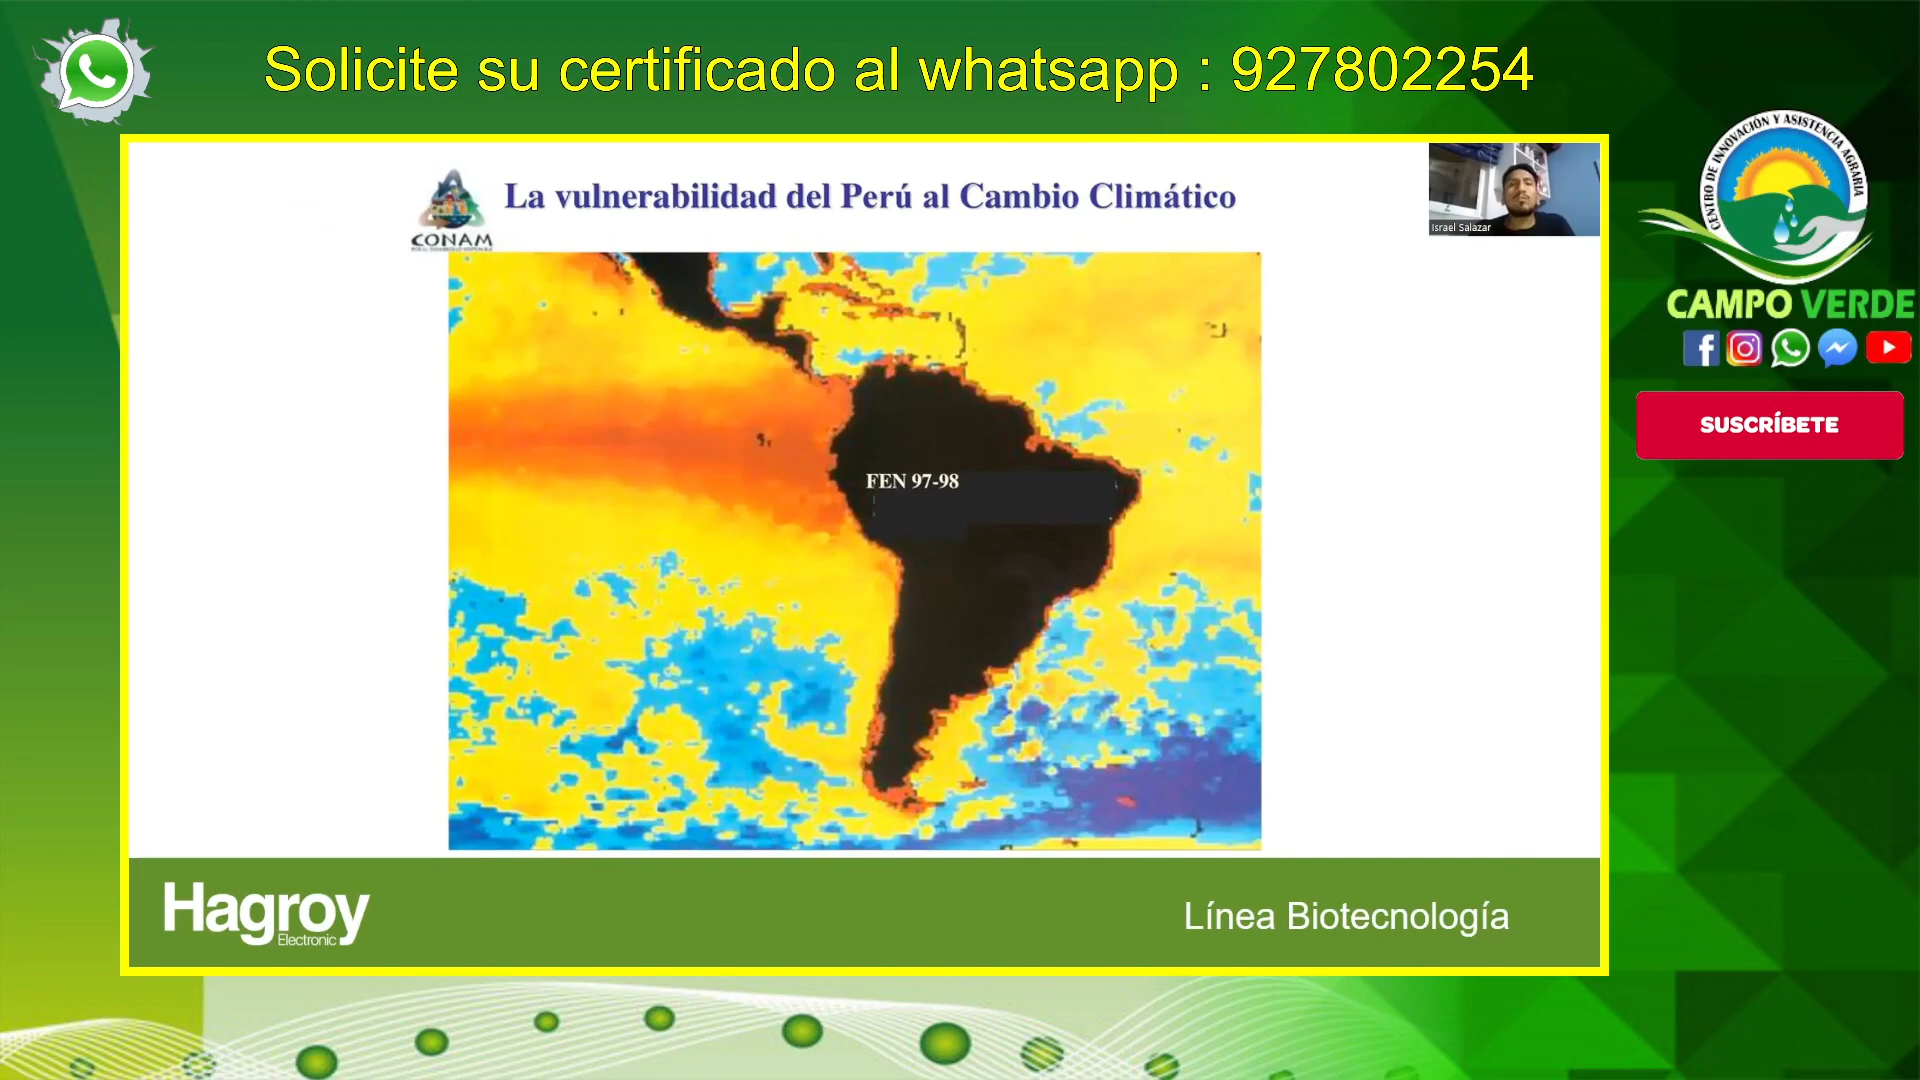 Solicite su certificado al whatsapp : 927802254
CENTRO DE INNOVACIÓN Y ASISTENCIA AGRARIA
CAMPO VERDE
SUSCRÍBETE
La vulnerabilidad del Perú al Cambio Climático
CONAM
Israel Salazar
FEN 97-98
Hagroy
Electronic
Línea Biotecnología